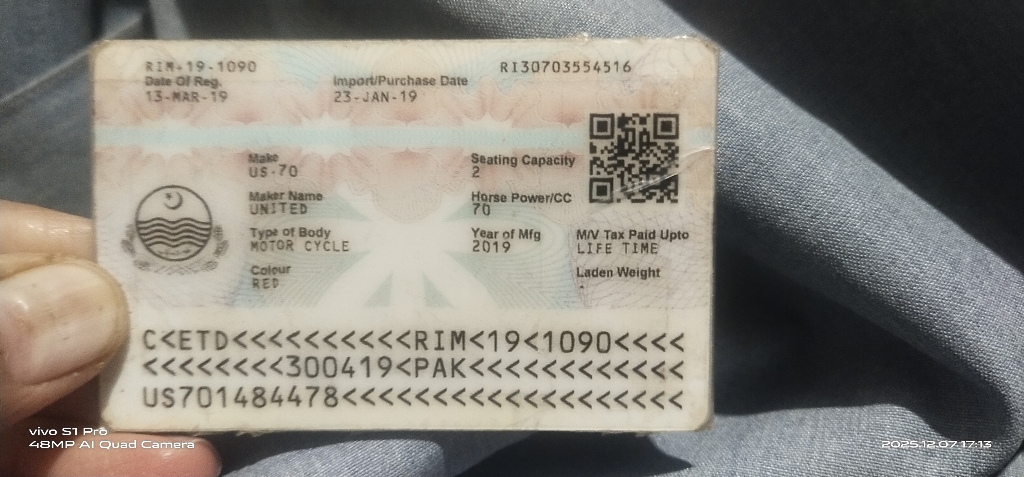 RIM-19-1090
RI30703554516
Date Of Reg.
Import/Purchase Date
13-MAR-19
23-JAN-19
Make
US-70
Seating Capacity
2
Maker Name
UNITED
Horse Power/CC
70
Type of Body
MOTOR CYCLE
Year of Mfg
2019
M/V Tax Paid Upto
LIFE TIME
Colour
RED
Laden Weight
-
C<ETD<<<<<<<<<<RIM<19<1090<<<<
<<<<<<<<300419<PAK<<<<<<<<<<<<
US701484478<<<<<<<<<<<<<<<<<<<
vivo S1 Pro
48MP AI Quad Camera
2025.12.07 17:13